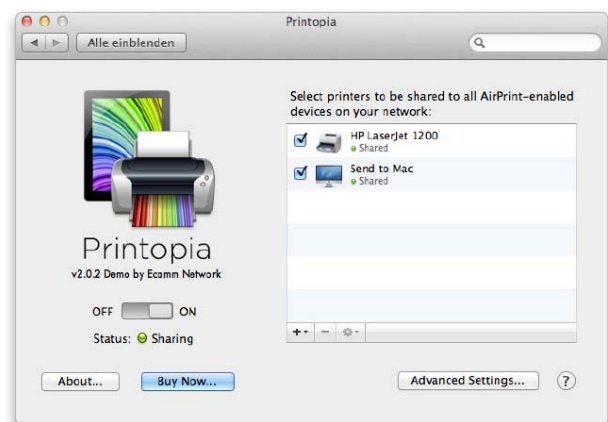 Printopia
Alle einblenden
Select printers to be shared to all AirPrint-enabled
devices on your network:
HP LaserJet 1200
Shared
Send to Mac
Shared
Printopia
v2.0.2 Demo by Ecamm Network
OFF ON
Status: Sharing
About...
Buy Now...
Advanced Settings...
?